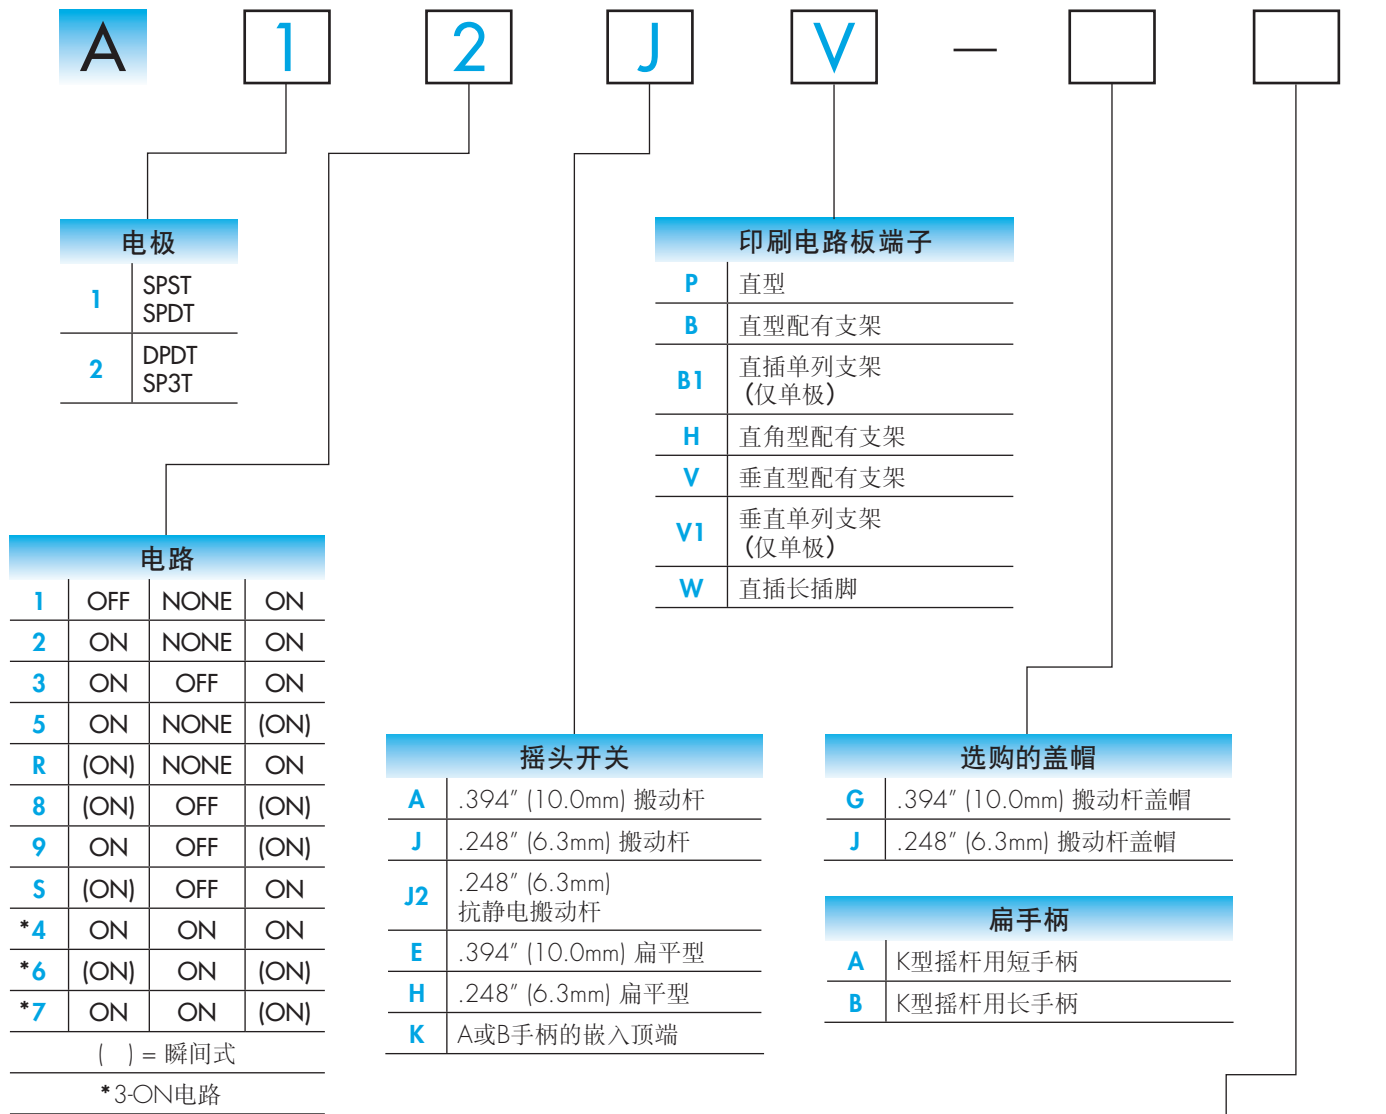 A 1 2 J V —
电极
1 SPST
SPDT
2 DPDT
SP3T
印刷电路板端子
P 直型
B 直型配有支架
B1 直插单列支架
(仅单极)
H 直角型配有支架
V 垂直型配有支架
V1 垂直单列支架
(仅单极)
W 直插长插脚
电路
1 OFF NONE ON
2 ON NONE ON
3 ON OFF ON
5 ON NONE (ON)
R (ON) NONE ON
8 (ON) OFF (ON)
9 ON OFF (ON)
S (ON) OFF ON
*4 ON ON ON
*6 (ON) ON (ON)
*7 ON ON (ON)
( ) = 瞬间式
*3-ON电路
摇头开关
A .394″ (10.0mm) 搬动杆
J .248″ (6.3mm) 搬动杆
J2 .248″ (6.3mm)
抗静电搬动杆
E .394″ (10.0mm) 扁平型
H .248″ (6.3mm) 扁平型
K A或B手柄的嵌入顶端
选购的盖帽
G .394″ (10.0mm) 搬动杆盖帽
J .248″ (6.3mm) 搬动杆盖帽
扁手柄
A K型摇杆用短手柄
B K型摇杆用长手柄